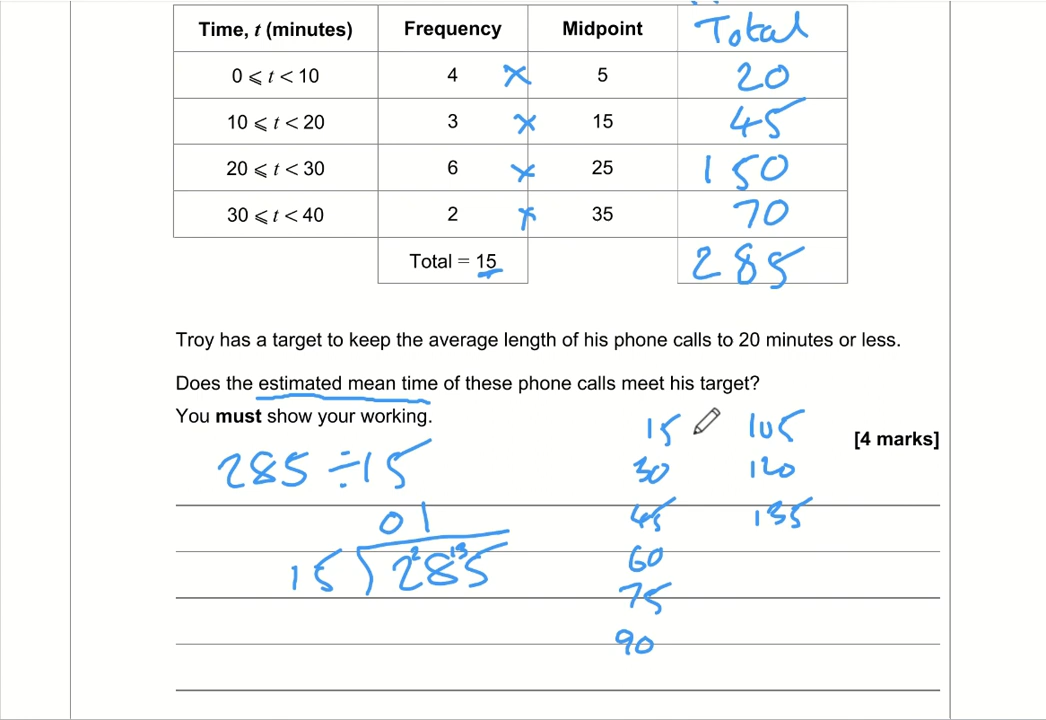 Time, t (minutes) Frequency Midpoint Total
0 ⩽ t < 10 4 × 5 20
10 ⩽ t < 20 3 × 15 45
20 ⩽ t < 30 6 × 25 150
30 ⩽ t < 40 2 × 35 70
Total = 15 285
Troy has a target to keep the average length of his phone calls to 20 minutes or less.
Does the estimated mean time of these phone calls meet his target?
You must show your working.
[4 marks]
285 ÷ 15
01
15 ) 2 ²8 ¹³5
15 105
30 120
45 135
60
75
90